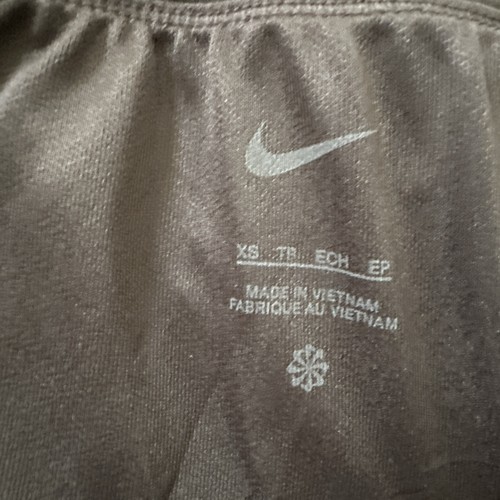 XS TP ECH EP
MADE IN VIETNAM
FABRIQUE AU VIETNAM